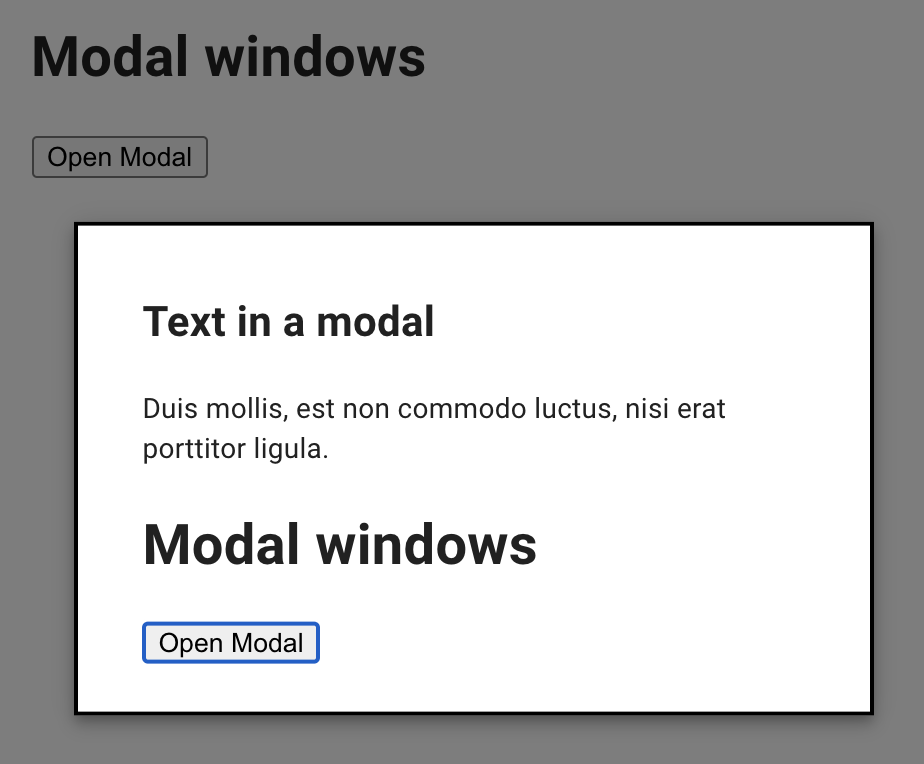 Modal windows
Open Modal
Text in a modal
Duis mollis, est non commodo luctus, nisi erat
porttitor ligula.
Modal windows
Open Modal